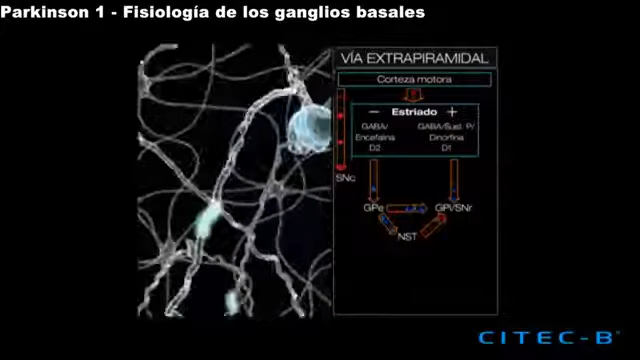 Parkinson 1 - Fisiología de los ganglios basales
VÍA EXTRAPIRAMIDAL
Corteza motora
− Estriado +
GABA/ GABA/Sust. P/
Encefalina Dinorfina
D2 D1
SNc
GPe GPi/SNr
NST
CITEC-B